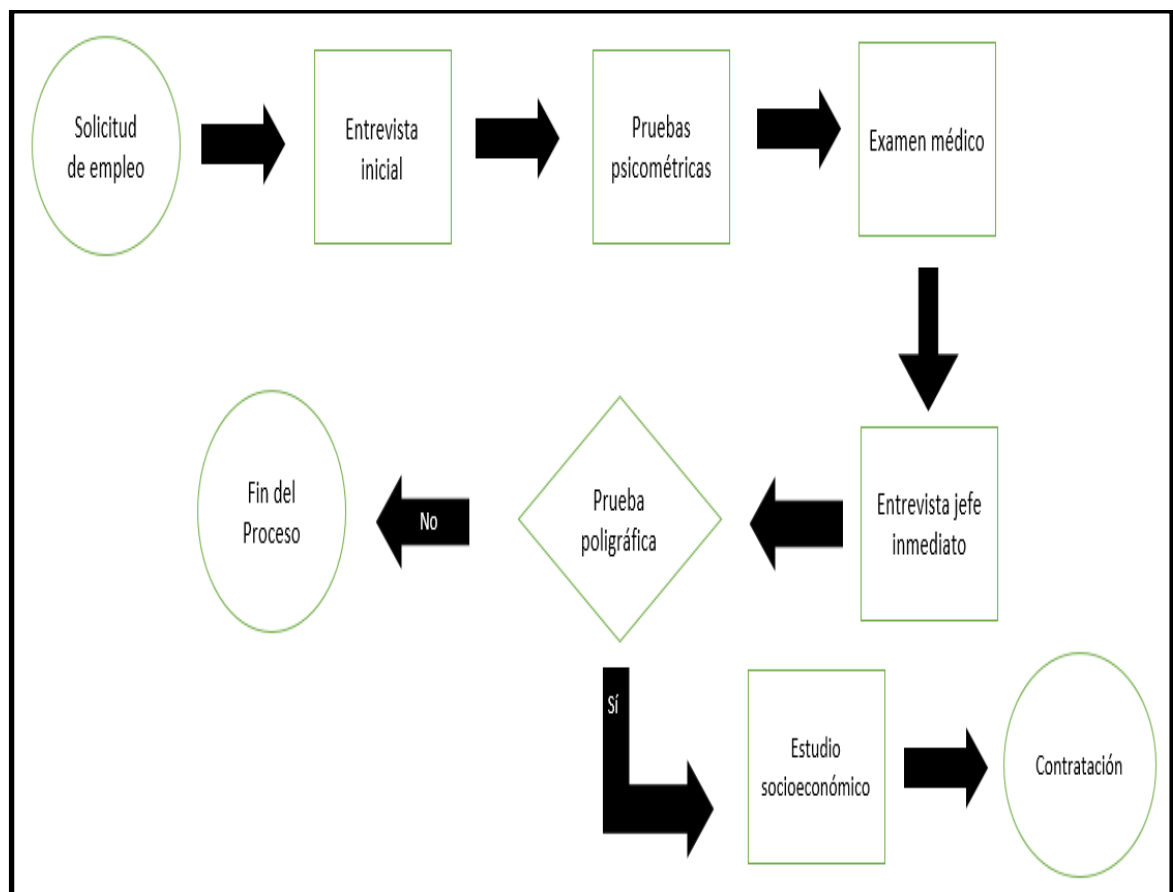 Solicitud
de empleo
Entrevista
inicial
Pruebas
psicométricas
Examen médico
Entrevista jefe
inmediato
Prueba
poligráfica
No
Fin del
Proceso
Sí
Estudio
socioeconómico
Contratación